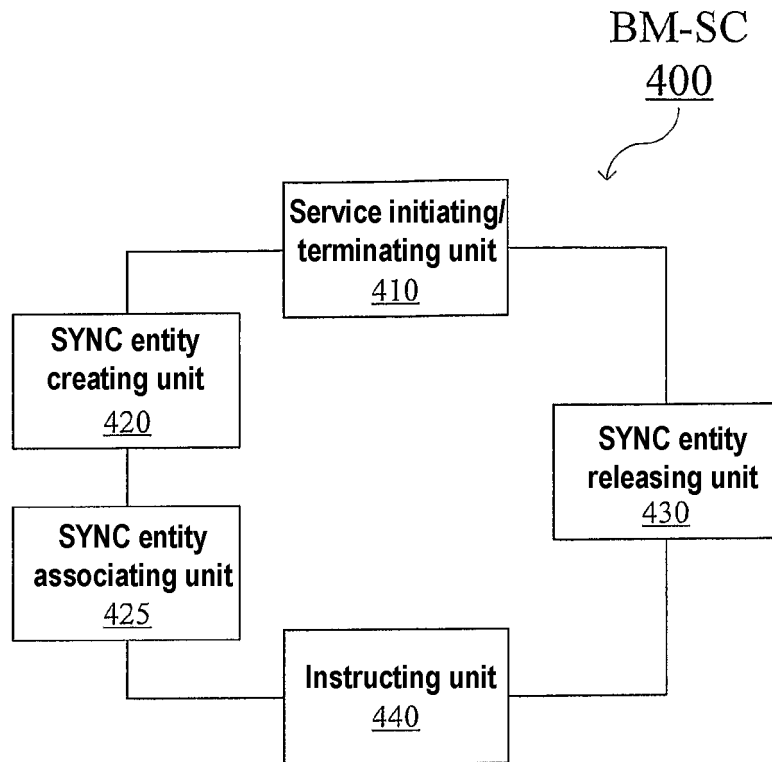 BM-SC
400
Service initiating/
terminating unit
410
SYNC entity
creating unit
420
SYNC entity
releasing unit
430
SYNC entity
associating unit
425
Instructing unit
440